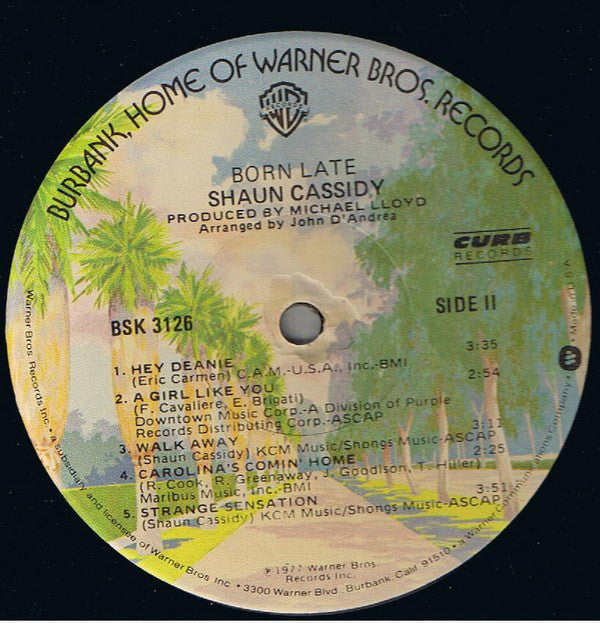 BURBANK, HOME OF WARNER BROS. RECORDS
RECORDS
WB
BORN LATE
SHAUN CASSIDY
PRODUCED BY MICHAEL LLOYD
Arranged by John D'Andrea
CURB
RECORDS
BSK 3126
SIDE II
1. HEY DEANIE 3:35
(Eric Carmen) C.A.M.-U.S.A., Inc.-BMI
2. A GIRL LIKE YOU 2:54
(F. Cavaliere, E. Brigati)
Downtown Music Corp.-A Division of Purple
Records Distributing Corp.-ASCAP
3. WALK AWAY 3:11
(Shaun Cassidy) KCM Music/Shongs Music-ASCAP
4. CAROLINA'S COMIN' HOME 2:25
(R. Cook, R. Greenaway, J. Goodison, T. Hiller)
Maribus Music, Inc.-BMI
5. STRANGE SENSATION 3:51
(Shaun Cassidy) KCM Music/Shongs Music-ASCAP
℗ 1977 Warner Bros.
Records Inc.
Warner Bros Records Inc. • a subsidiary and licensee of Warner Bros Inc • 3300 Warner Blvd., Burbank, Calif 91510 • a Warner Communications Company • Made in U.S.A.